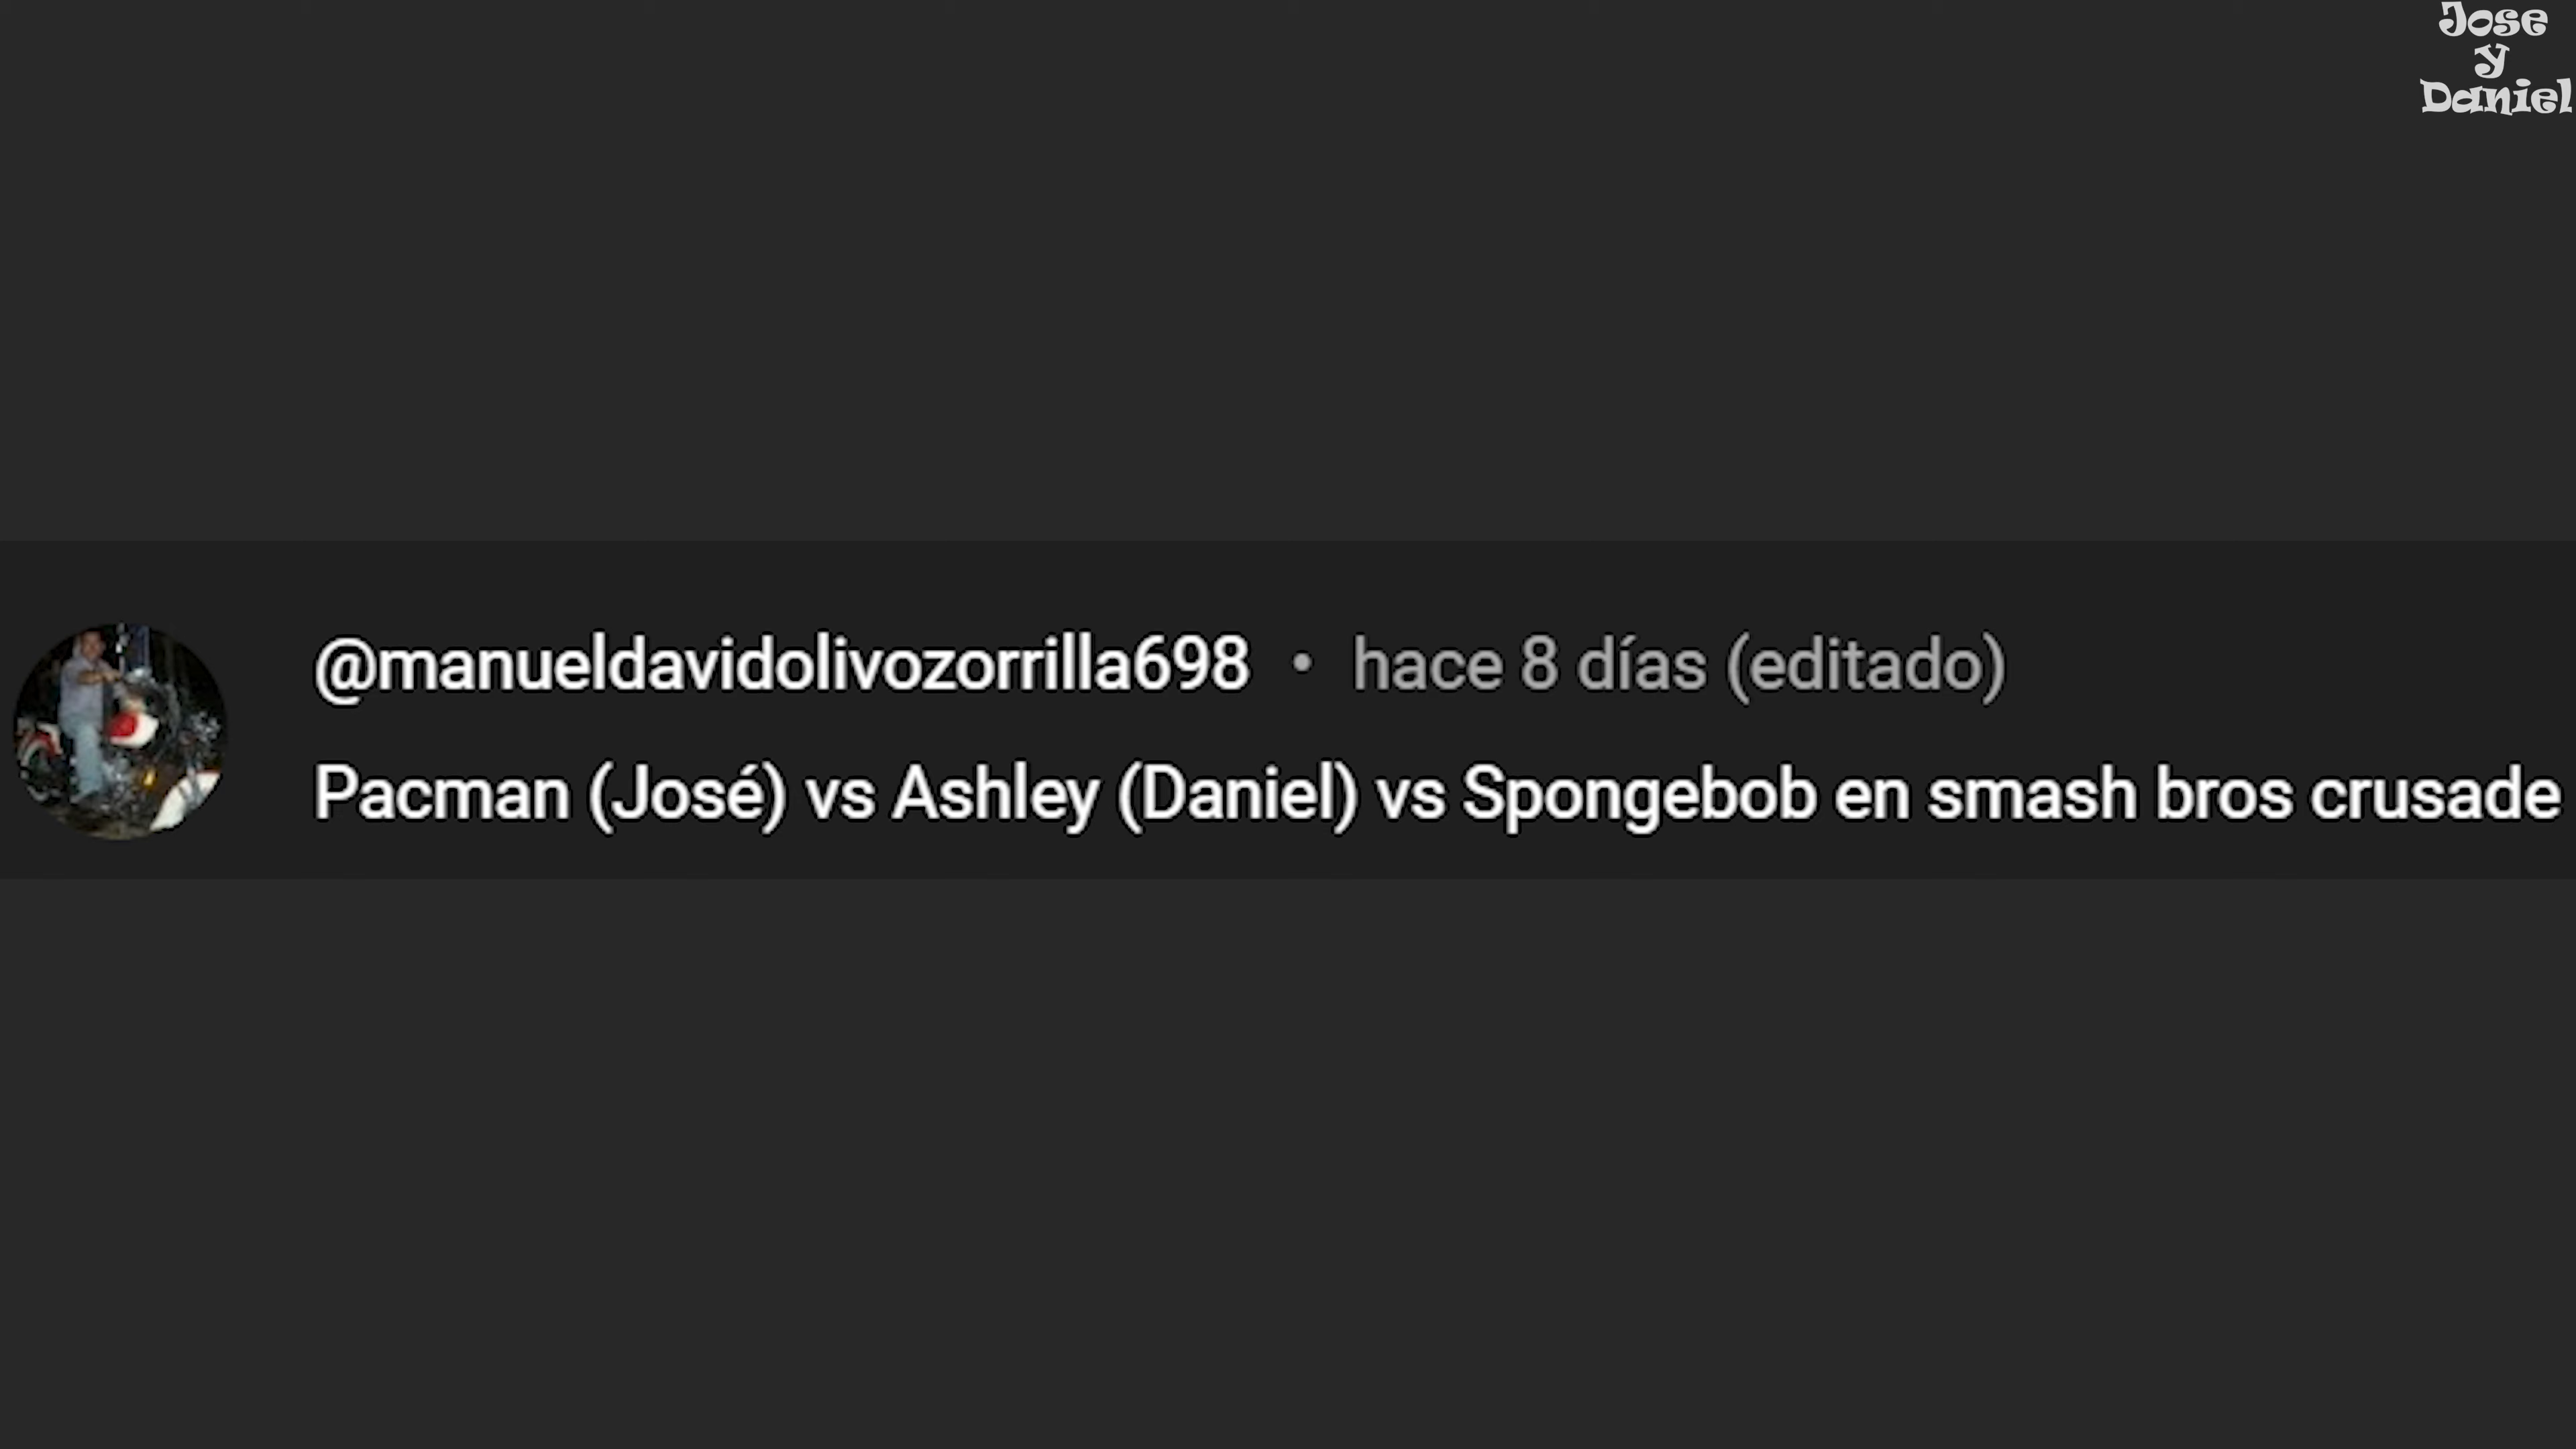 Jose
y
Daniel
@manueldavidolivozorrilla698 • hace 8 días (editado)
Pacman (José) vs Ashley (Daniel) vs Spongebob en smash bros crusade